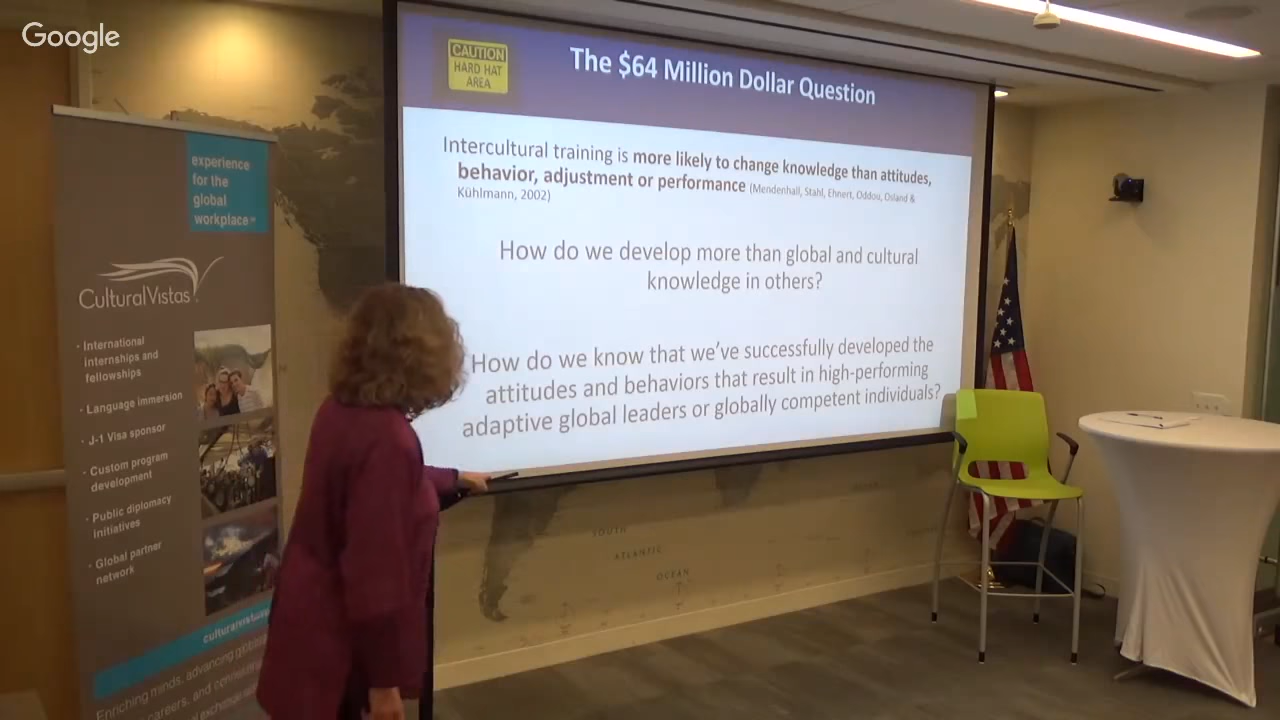 Google
CAUTION
HARD HAT
AREA
The $64 Million Dollar Question
Intercultural training is more likely to change knowledge than attitudes,
behavior, adjustment or performance (Mendenhall, Stahl, Ehnert, Oddou, Osland &
Kühlmann, 2002)
How do we develop more than global and cultural
knowledge in others?
How do we know that we've successfully developed the
attitudes and behaviors that result in high-performing
adaptive global leaders or globally competent individuals?
experience
for the
global
workplace
CulturalVistas
· International
internships and
fellowships
· Language immersion
· J-1 Visa sponsor
· Custom program
development
· Public diplomacy
initiatives
· Global partner
network
Enriching minds, advancing
careers, and
SOUTH
ATLANTIC
OCEAN